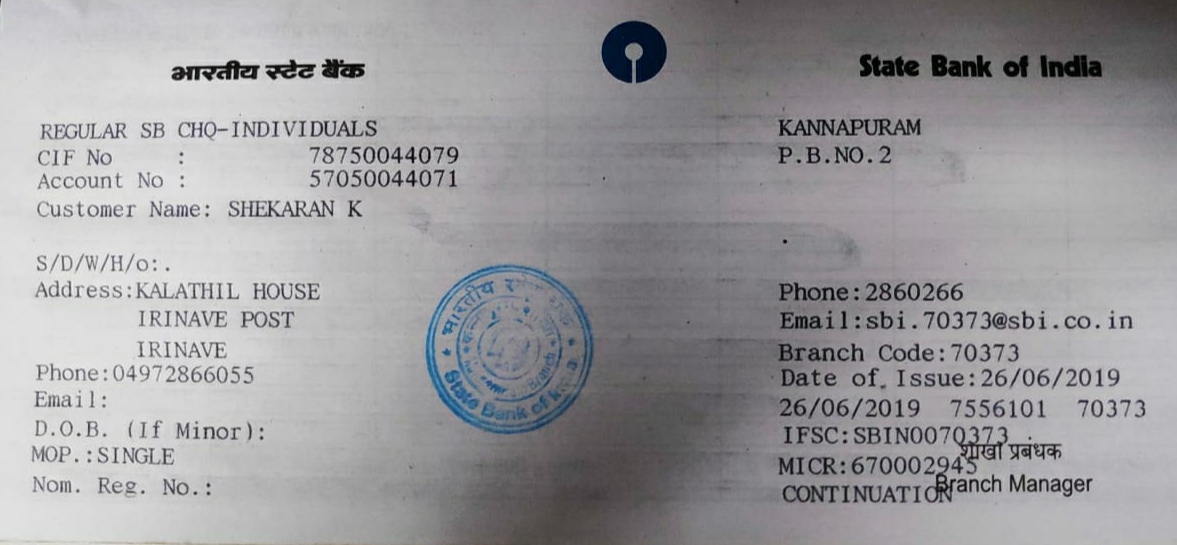 भारतीय स्टेट बैंक
State Bank of India
REGULAR SB CHQ-INDIVIDUALS
CIF No : 78750044079
Account No : 57050044071
Customer Name: SHEKARAN K
S/D/W/H/o:.
Address:KALATHIL HOUSE
IRINAVE POST
IRINAVE
Phone:04972866055
Email:
D.O.B. (If Minor):
MOP.:SINGLE
Nom. Reg. No.:
भारतीय
State Bank of
Branch
KANNAPURAM
P.B.NO.2
Phone:2860266
Email:sbi.70373@sbi.co.in
Branch Code:70373
Date of Issue:26/06/2019
26/06/2019 7556101 70373
IFSC:SBIN0070373
शाखा प्रबंधक
MICR:670002945
Branch Manager
CONTINUATION